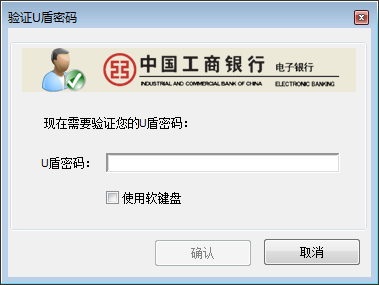 验证U盾密码
中国工商银行 电子银行
INDUSTRIAL AND COMMERCIAL BANK OF CHINA ELECTRONIC BANKING
现在需要验证您的U盾密码：
U盾密码：
使用软键盘
确认 取消